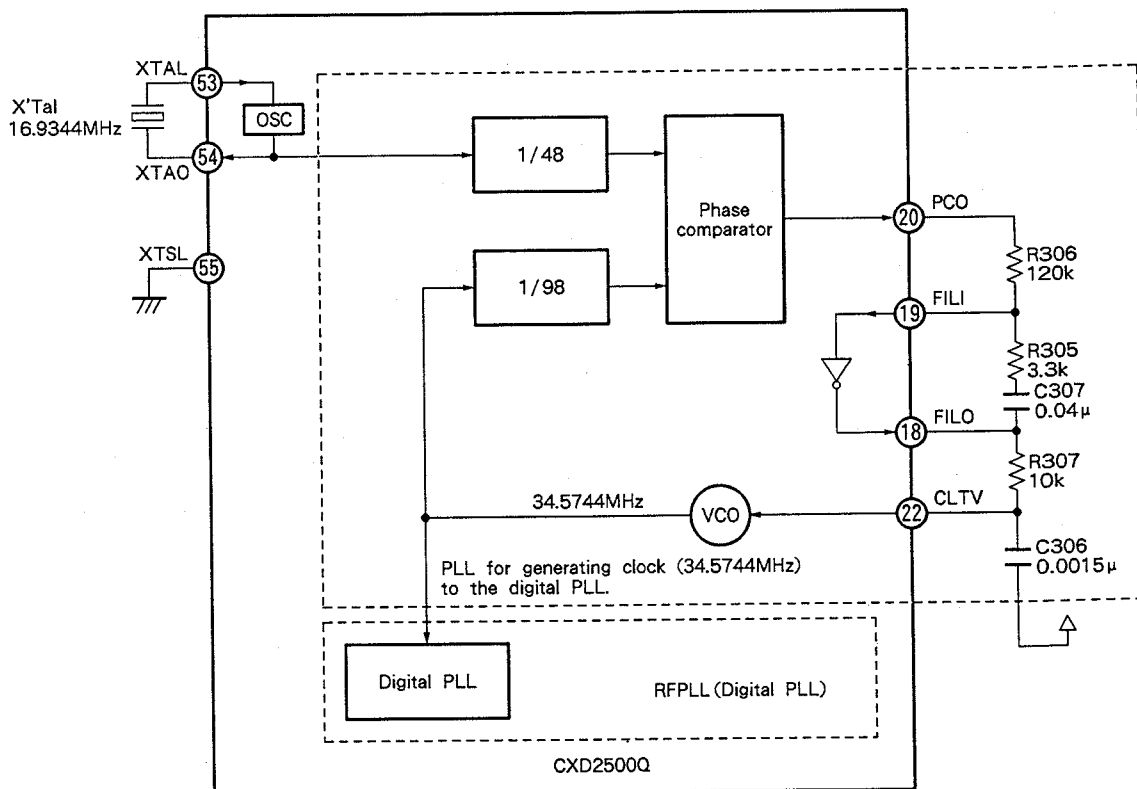 XTAL
53
X'Tal
16.9344MHz
OSC
54
XTAO
XTSL
55
1/48
1/98
Phase
comparator
20
PCO
R306
120k
19
FILI
R305
3.3k
C307
0.04μ
18
FILO
R307
10k
22
CLTV
34.5744MHz
VCO
C306
0.0015μ
PLL for generating clock (34.5744MHz)
to the digital PLL.
Digital PLL
RFPLL (Digital PLL)
CXD2500Q